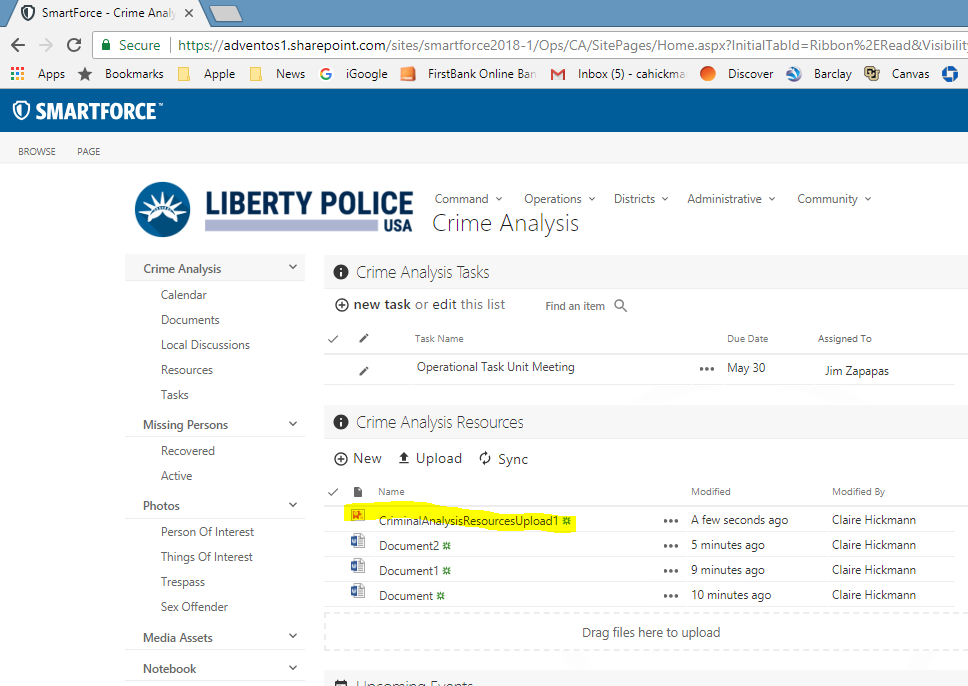 SmartForce - Crime Analy
Secure https://adventos1.sharepoint.com/sites/smartforce2018-1/Ops/CA/SitePages/Home.aspx?InitialTabId=Ribbon%2ERead&Visibility
Apps Bookmarks Apple News iGoogle FirstBank Online Ban Inbox (5) - cahickma Discover Barclay Canvas
SMARTFORCE™
BROWSE PAGE
LIBERTY POLICE
USA
Command Operations Districts Administrative Community
Crime Analysis
Crime Analysis
Calendar
Documents
Local Discussions
Resources
Tasks
Missing Persons
Recovered
Active
Photos
Person Of Interest
Things Of Interest
Trespass
Sex Offender
Media Assets
Notebook
Crime Analysis Tasks
new task or edit this list Find an item
Task Name Due Date Assigned To
Operational Task Unit Meeting May 30 Jim Zapapas
Crime Analysis Resources
New Upload Sync
Name Modified Modified By
CriminalAnalysisResourcesUpload1 A few seconds ago Claire Hickmann
Document2 5 minutes ago Claire Hickmann
Document1 9 minutes ago Claire Hickmann
Document 10 minutes ago Claire Hickmann
Drag files here to upload
Upcoming Events